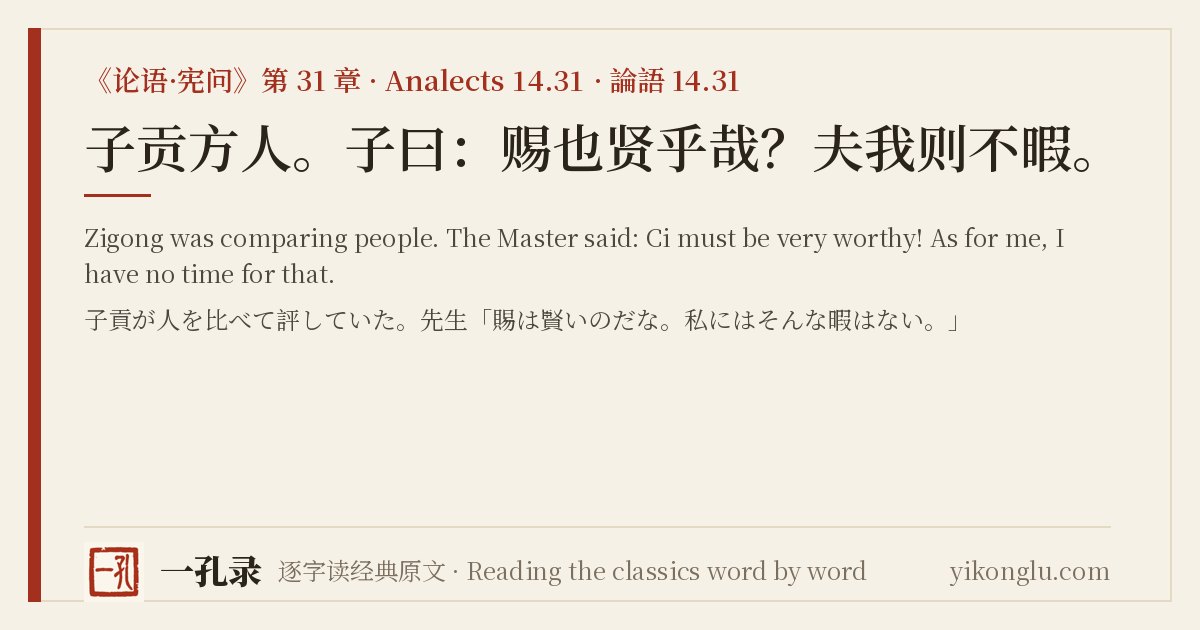 《论语·宪问》第 31 章 · Analects 14.31 · 論語 14.31
子贡方人。子曰：赐也贤乎哉？夫我则不暇。
Zigong was comparing people. The Master said: Ci must be very worthy! As for me, I
have no time for that.
子貢が人を比べて評していた。先生「賜は賢いのだな。私にはそんな暇はない。」
一孔
一孔录 逐字读经典原文 · Reading the classics word by word yikonglu.com